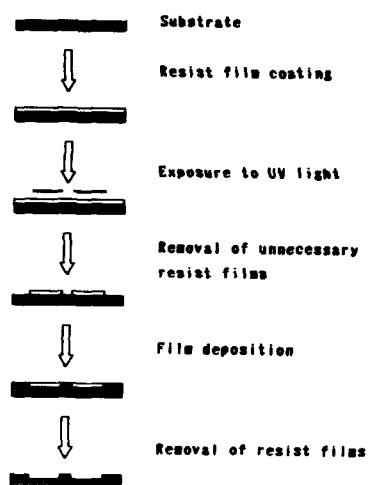 Substrate
Resist film coating
Exposure to UV light
Removal of unnecessary
resist films
Film deposition
Removal of resist films